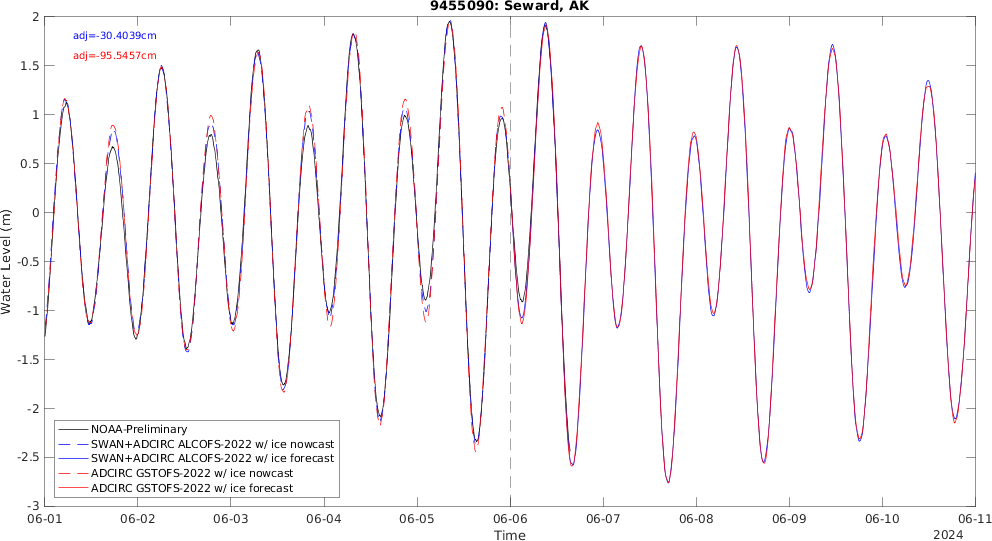 9455090: Seward, AK
adj=-30.4039cm
adj=-95.5457cm
Water Level (m)
2
1.5
1
0.5
0
-0.5
-1
-1.5
-2
-2.5
-3
NOAA-Preliminary
SWAN+ADCIRC ALCOFS-2022 w/ ice nowcast
SWAN+ADCIRC ALCOFS-2022 w/ ice forecast
ADCIRC GSTOFS-2022 w/ ice nowcast
ADCIRC GSTOFS-2022 w/ ice forecast
06-01 06-02 06-03 06-04 06-05 06-06 06-07 06-08 06-09 06-10 06-11
Time
2024